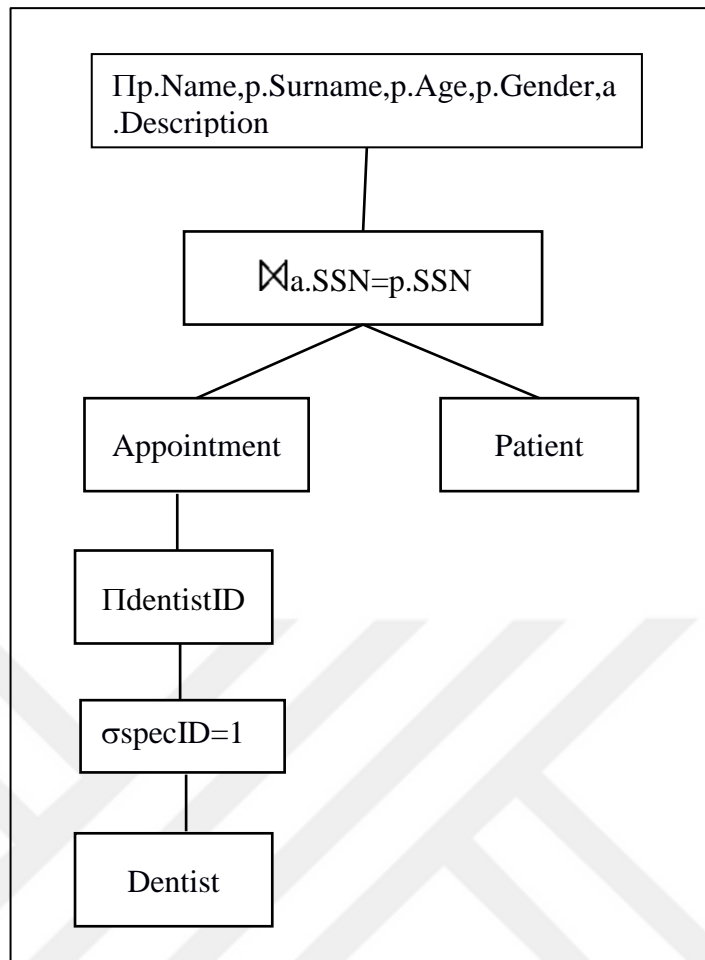 Πp.Name,p.Surname,p.Age,p.Gender,a
.Description
⋈a.SSN=p.SSN
Appointment
Patient
ΠdentistID
σspecID=1
Dentist